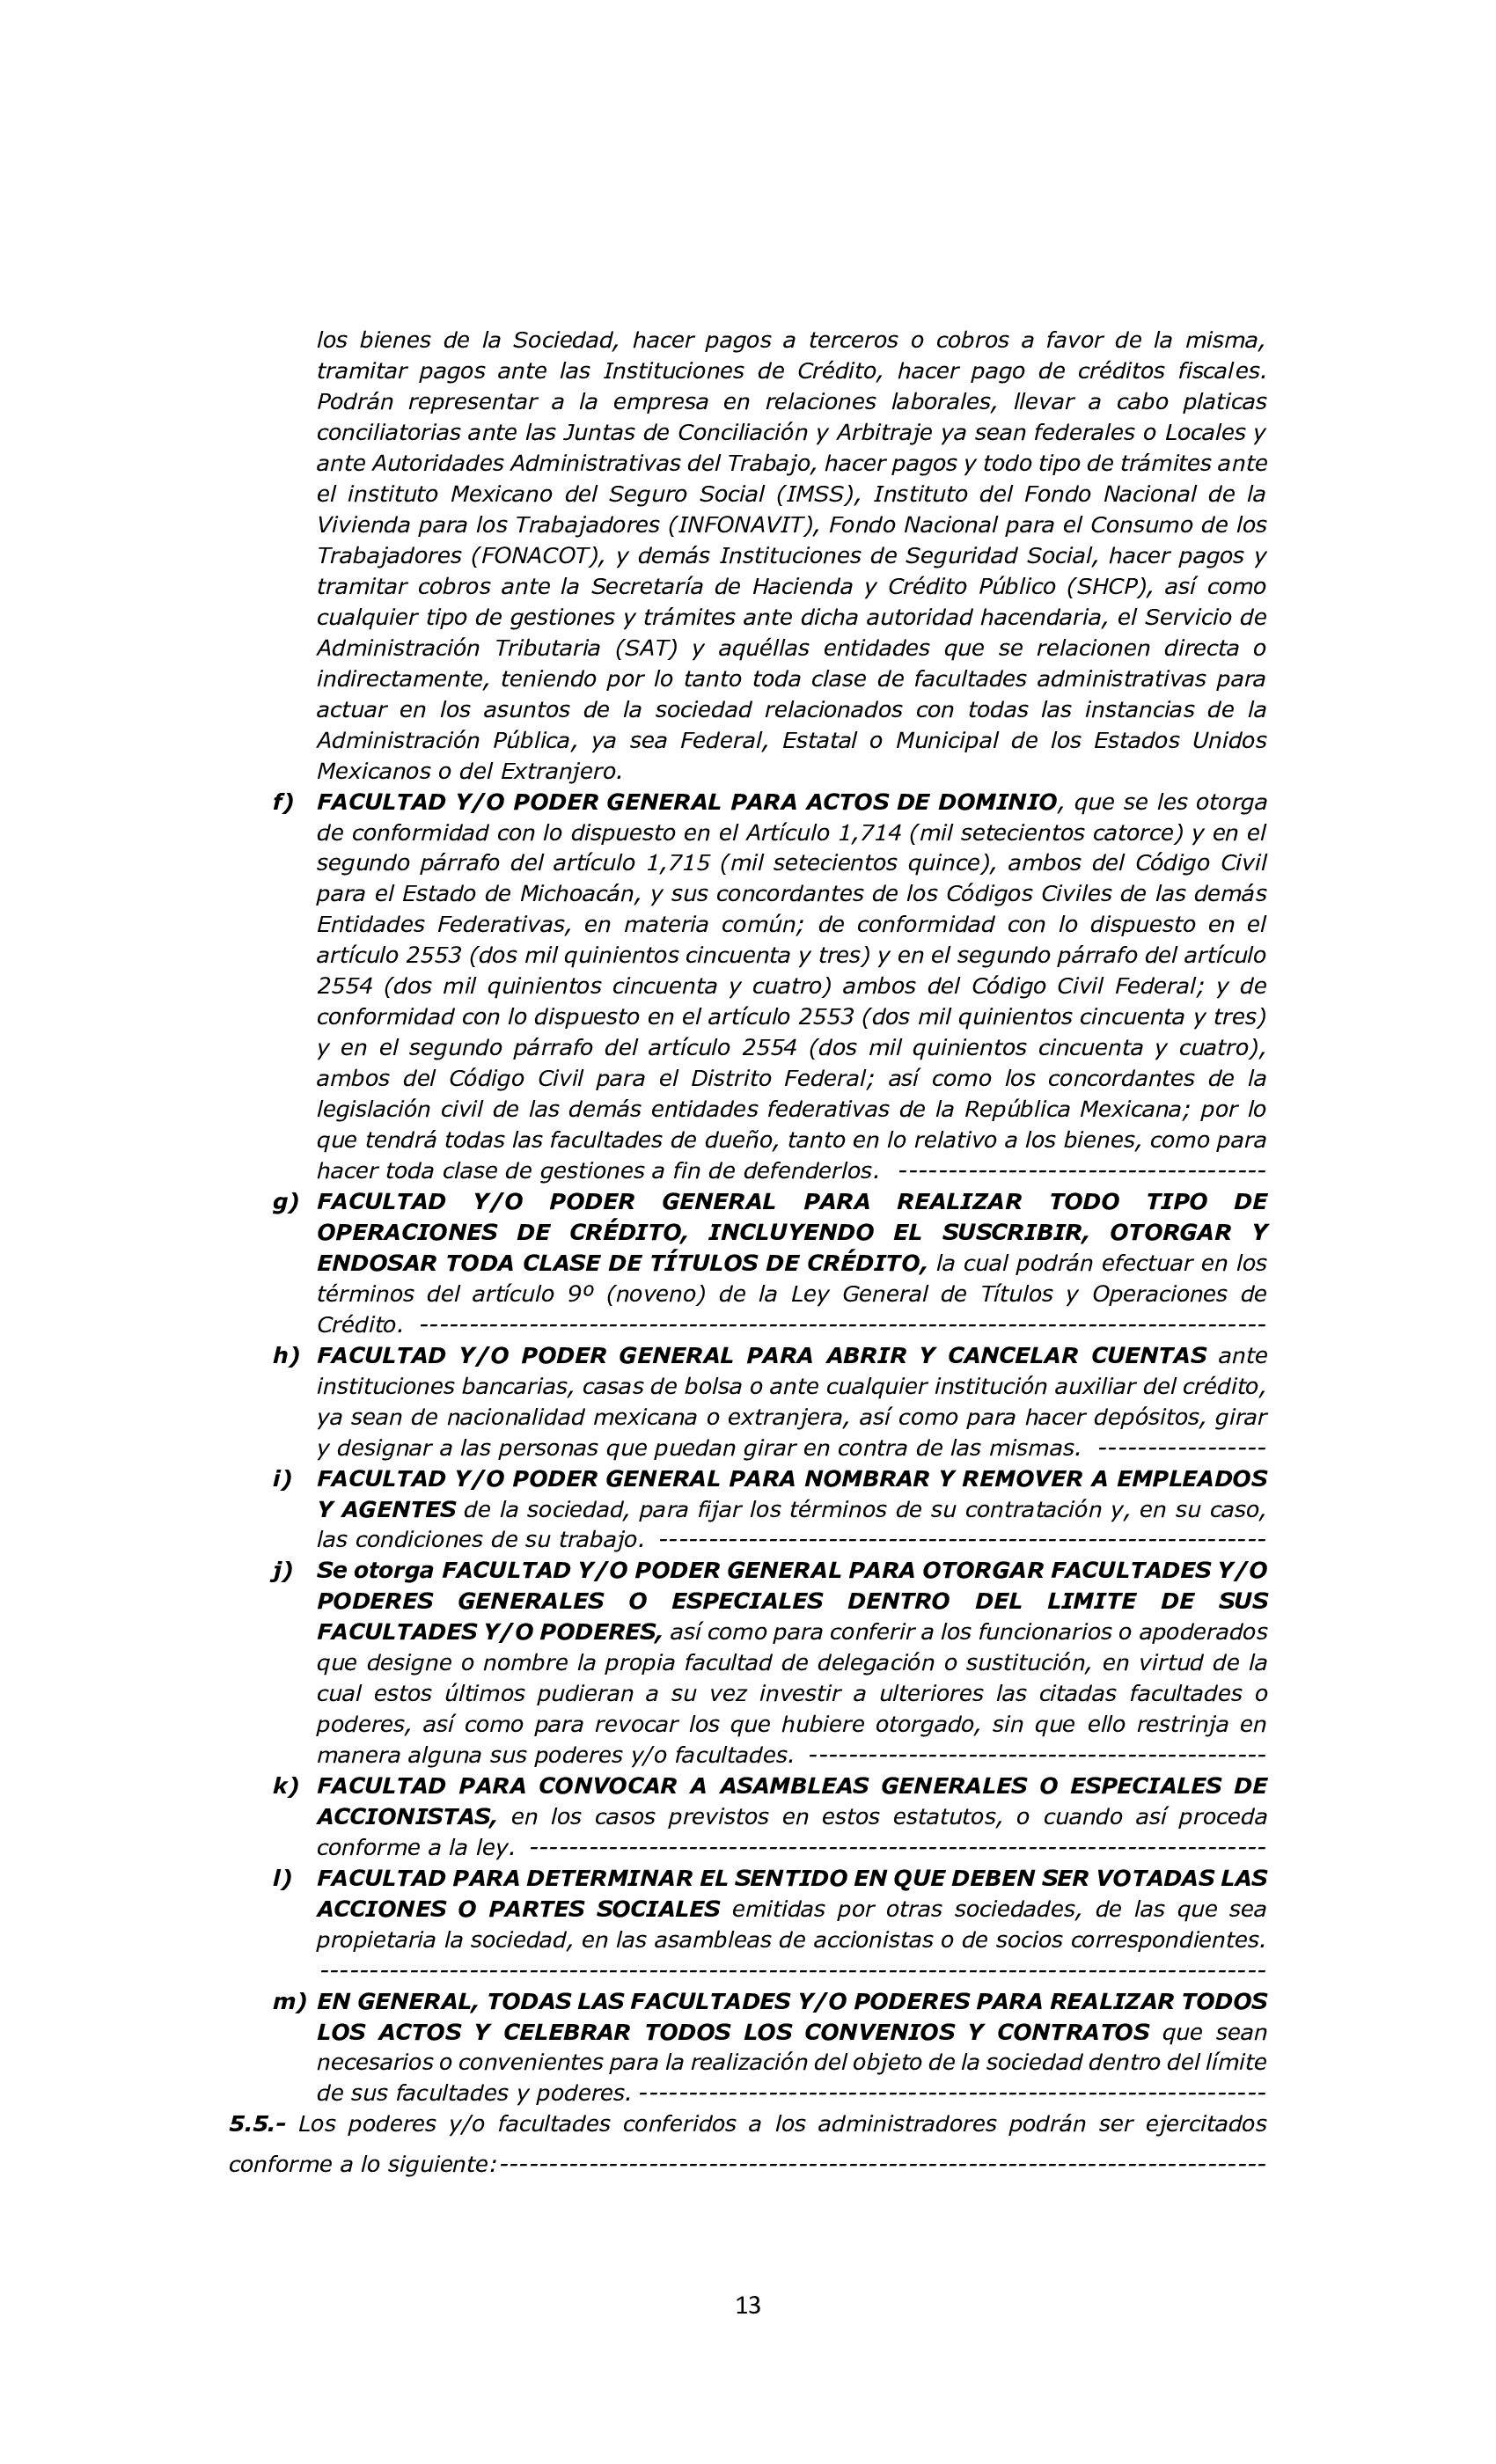 los bienes de la Sociedad, hacer pagos a terceros o cobros a favor de la misma,
tramitar pagos ante las Instituciones de Crédito, hacer pago de créditos fiscales.
Podrán representar a la empresa en relaciones laborales, llevar a cabo platicas
conciliatorias ante las Juntas de Conciliación y Arbitraje ya sean federales o Locales y
ante Autoridades Administrativas del Trabajo, hacer pagos y todo tipo de trámites ante
el instituto Mexicano del Seguro Social (IMSS), Instituto del Fondo Nacional de la
Vivienda para los Trabajadores (INFONAVIT), Fondo Nacional para el Consumo de los
Trabajadores (FONACOT), y demás Instituciones de Seguridad Social, hacer pagos y
tramitar cobros ante la Secretaría de Hacienda y Crédito Público (SHCP), así como
cualquier tipo de gestiones y trámites ante dicha autoridad hacendaria, el Servicio de
Administración Tributaria (SAT) y aquéllas entidades que se relacionen directa o
indirectamente, teniendo por lo tanto toda clase de facultades administrativas para
actuar en los asuntos de la sociedad relacionados con todas las instancias de la
Administración Pública, ya sea Federal, Estatal o Municipal de los Estados Unidos
Mexicanos o del Extranjero.
f) FACULTAD Y/O PODER GENERAL PARA ACTOS DE DOMINIO, que se les otorga
de conformidad con lo dispuesto en el Artículo 1,714 (mil setecientos catorce) y en el
segundo párrafo del artículo 1,715 (mil setecientos quince), ambos del Código Civil
para el Estado de Michoacán, y sus concordantes de los Códigos Civiles de las demás
Entidades Federativas, en materia común; de conformidad con lo dispuesto en el
artículo 2553 (dos mil quinientos cincuenta y tres) y en el segundo párrafo del artículo
2554 (dos mil quinientos cincuenta y cuatro) ambos del Código Civil Federal; y de
conformidad con lo dispuesto en el artículo 2553 (dos mil quinientos cincuenta y tres)
y en el segundo párrafo del artículo 2554 (dos mil quinientos cincuenta y cuatro),
ambos del Código Civil para el Distrito Federal; así como los concordantes de la
legislación civil de las demás entidades federativas de la República Mexicana; por lo
que tendrá todas las facultades de dueño, tanto en lo relativo a los bienes, como para
hacer toda clase de gestiones a fin de defenderlos. -------------------------------------
g) FACULTAD Y/O PODER GENERAL PARA REALIZAR TODO TIPO DE
OPERACIONES DE CRÉDITO, INCLUYENDO EL SUSCRIBIR, OTORGAR Y
ENDOSAR TODA CLASE DE TÍTULOS DE CRÉDITO, la cual podrán efectuar en los
términos del artículo 9º (noveno) de la Ley General de Títulos y Operaciones de
Crédito. -------------------------------------------------------------------------------------
h) FACULTAD Y/O PODER GENERAL PARA ABRIR Y CANCELAR CUENTAS ante
instituciones bancarias, casas de bolsa o ante cualquier institución auxiliar del crédito,
ya sean de nacionalidad mexicana o extranjera, así como para hacer depósitos, girar
y designar a las personas que puedan girar en contra de las mismas. -----------------
i) FACULTAD Y/O PODER GENERAL PARA NOMBRAR Y REMOVER A EMPLEADOS
Y AGENTES de la sociedad, para fijar los términos de su contratación y, en su caso,
las condiciones de su trabajo. -------------------------------------------------------------
j) Se otorga FACULTAD Y/O PODER GENERAL PARA OTORGAR FACULTADES Y/O
PODERES GENERALES O ESPECIALES DENTRO DEL LIMITE DE SUS
FACULTADES Y/O PODERES, así como para conferir a los funcionarios o apoderados
que designe o nombre la propia facultad de delegación o sustitución, en virtud de la
cual estos últimos pudieran a su vez investir a ulteriores las citadas facultades o
poderes, así como para revocar los que hubiere otorgado, sin que ello restrinja en
manera alguna sus poderes y/o facultades. ----------------------------------------------
k) FACULTAD PARA CONVOCAR A ASAMBLEAS GENERALES O ESPECIALES DE
ACCIONISTAS, en los casos previstos en estos estatutos, o cuando así proceda
conforme a la ley. --------------------------------------------------------------------------
l) FACULTAD PARA DETERMINAR EL SENTIDO EN QUE DEBEN SER VOTADAS LAS
ACCIONES O PARTES SOCIALES emitidas por otras sociedades, de las que sea
propietaria la sociedad, en las asambleas de accionistas o de socios correspondientes.
-----------------------------------------------------------------------------------------------
m) EN GENERAL, TODAS LAS FACULTADES Y/O PODERES PARA REALIZAR TODOS
LOS ACTOS Y CELEBRAR TODOS LOS CONVENIOS Y CONTRATOS que sean
necesarios o convenientes para la realización del objeto de la sociedad dentro del límite
de sus facultades y poderes. ---------------------------------------------------------------
5.5.- Los poderes y/o facultades conferidos a los administradores podrán ser ejercitados
conforme a lo siguiente:-----------------------------------------------------------------------------
13